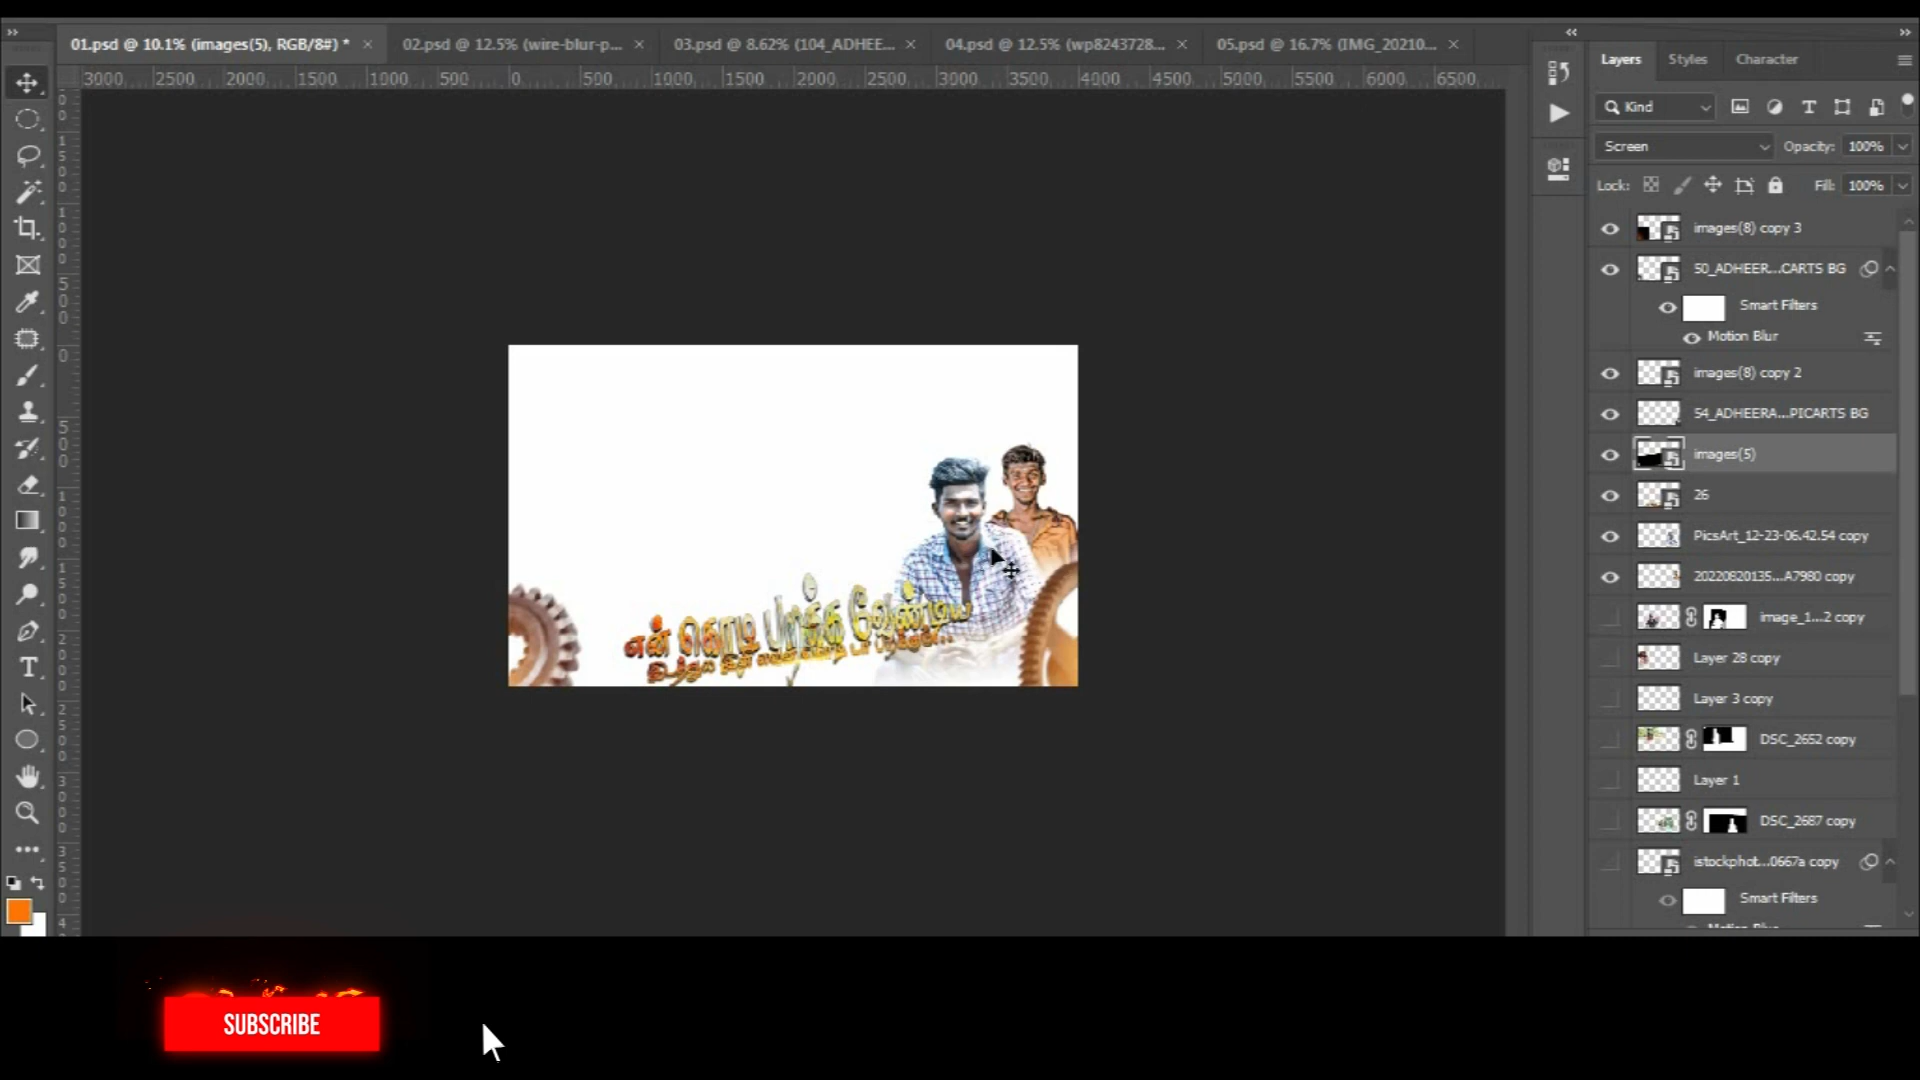 01.psd @ 10.1% (images(5), RGB/8#) *
02.psd @ 12.5% (wire-blur-p...
03.psd @ 8.62% (104_ADHEE...
04.psd @ 12.5% (wp8243728...
05.psd @ 16.7% (IMG_20210...
3000 2500 2000 1500 1000 500 0 500 1000 1500 2000 2500 3000 3500 4000 4500 5000 5500 6000 6500
Layers Styles Character
Kind
Screen Opacity: 100%
Lock: Fill: 100%
images(8) copy 3
50_ADHEER...CARTS BG
Smart Filters
Motion Blur
images(8) copy 2
54_ADHEERA...PICARTS BG
images(5)
26
PicsArt_12-23-06.42.54 copy
20220820135...A7980 copy
image_1...2 copy
Layer 28 copy
Layer 3 copy
DSC_2652 copy
Layer 1
DSC_2687 copy
istockphot...0667a copy
Smart Filters
Motion Blur
என் கொடி பறக்க வேண்டிய
SUBSCRIBE